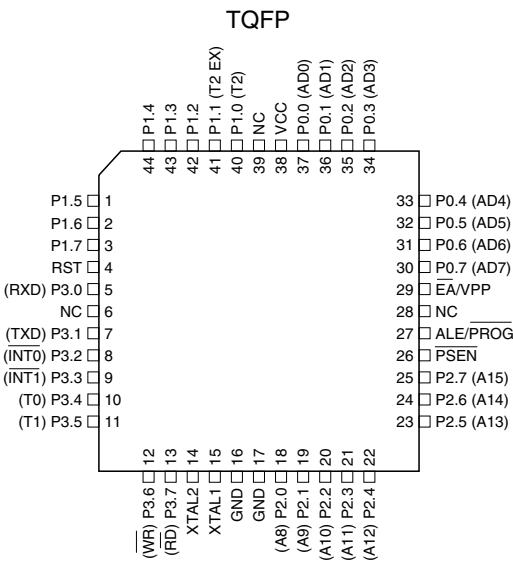 TQFP
P1.4
P1.3
P1.2
P1.1 (T2 EX)
P1.0 (T2)
NC
VCC
P0.0 (AD0)
P0.1 (AD1)
P0.2 (AD2)
P0.3 (AD3)
44 43 42 41 40 39 38 37 36 35 34
P1.5 1
P1.6 2
P1.7 3
RST 4
(RXD) P3.0 5
NC 6
(TXD) P3.1 7
(INT0) P3.2 8
(INT1) P3.3 9
(T0) P3.4 10
(T1) P3.5 11
33 P0.4 (AD4)
32 P0.5 (AD5)
31 P0.6 (AD6)
30 P0.7 (AD7)
29 EA/VPP
28 NC
27 ALE/PROG
26 PSEN
25 P2.7 (A15)
24 P2.6 (A14)
23 P2.5 (A13)
12 13 14 15 16 17 18 19 20 21 22
(WR) P3.6
(RD) P3.7
XTAL2
XTAL1
GND
GND
(A8) P2.0
(A9) P2.1
(A10) P2.2
(A11) P2.3
(A12) P2.4